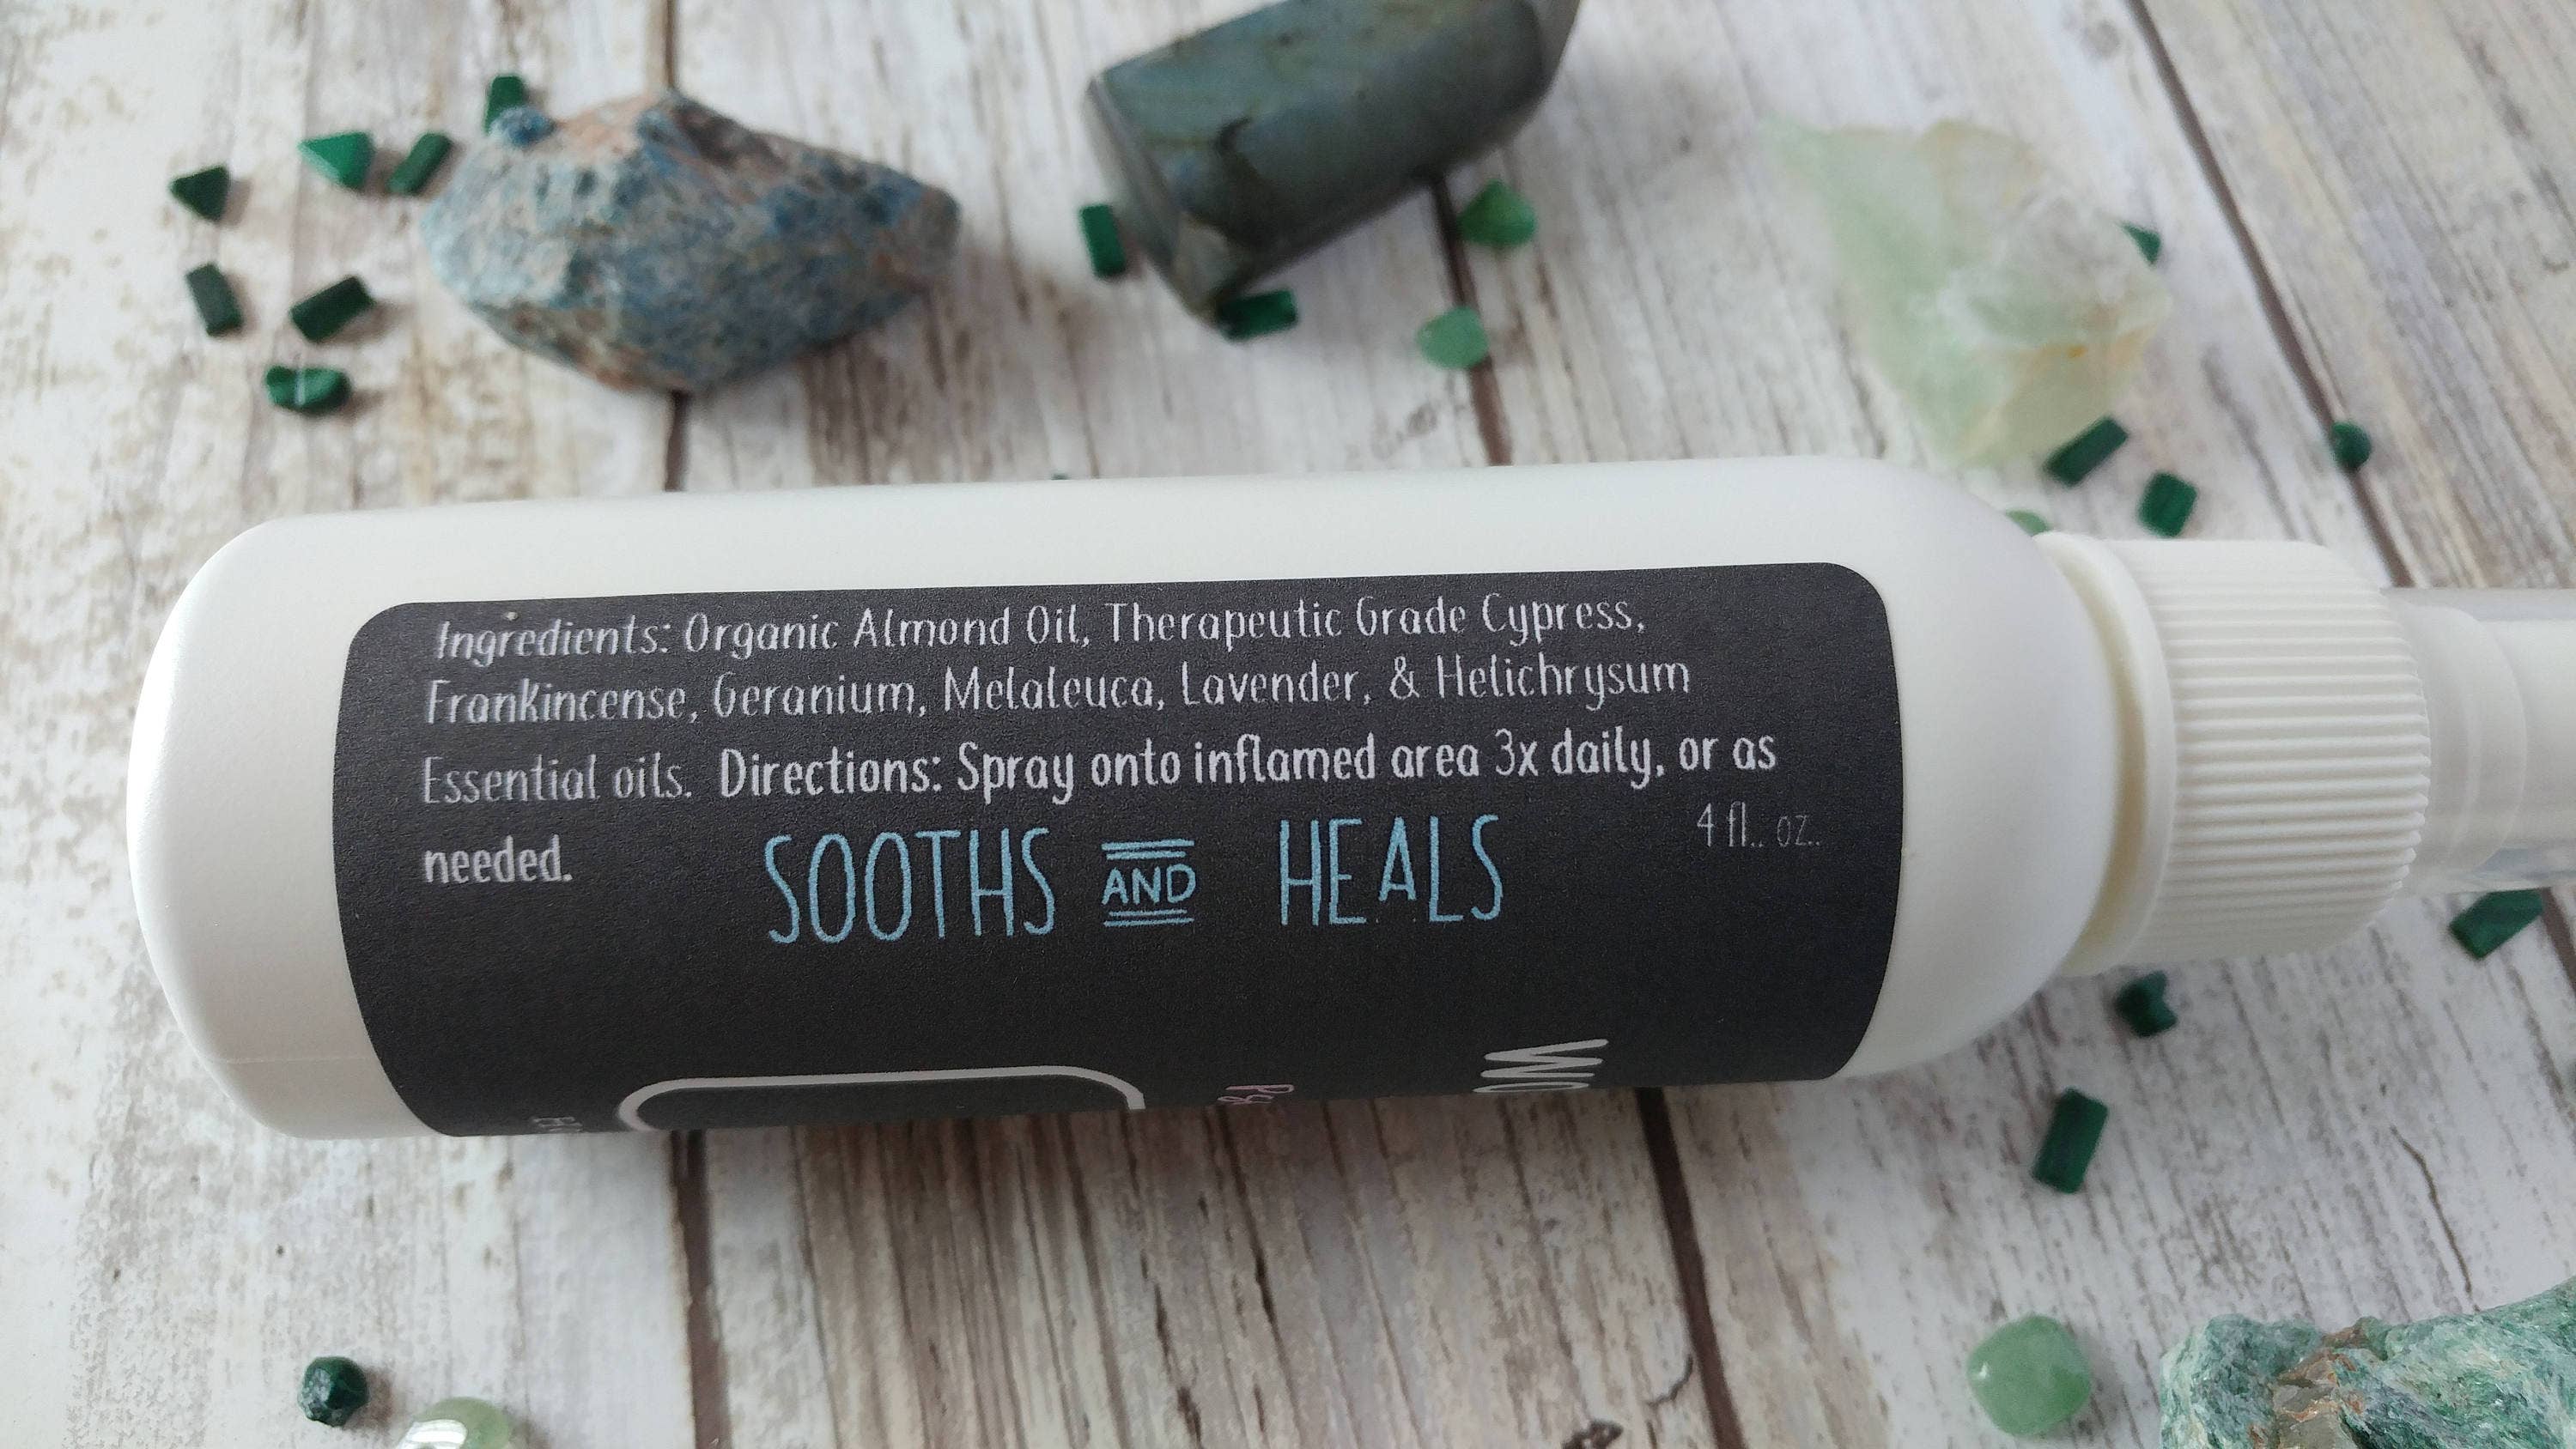 Ingredients: Organic Almond Oil, Therapeutic Grade Cypress,
Frankincense, Geranium, Melaleuca, Lavender, & Helichrysum
Essential oils. Directions: Spray onto inflamed area 3x daily, or as
needed.
4 fl.. oz..
SOOTHS AND HEALS